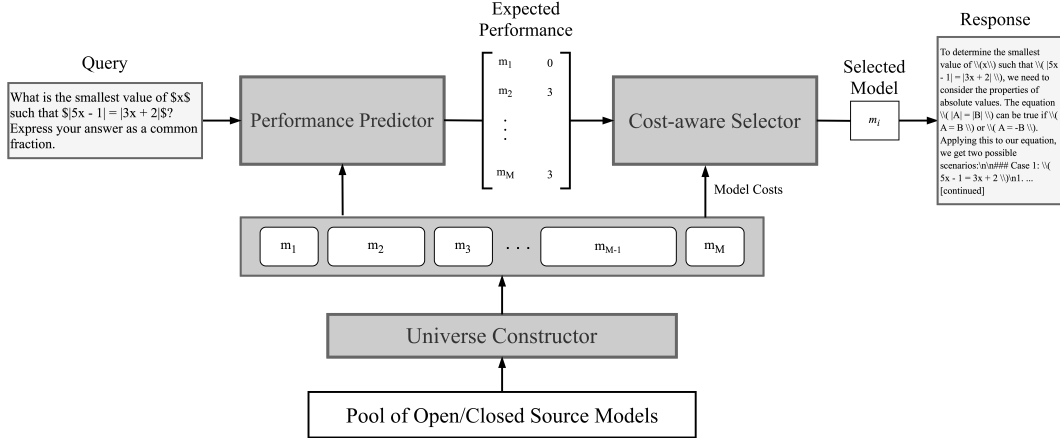 Query
What is the smallest value of $x$
such that $|5x - 1| = |3x + 2|$?
Express your answer as a common
fraction.
Performance Predictor
Expected
Performance
m1 0
m2 3
.
.
.
mM 3
Cost-aware Selector
Model Costs
Selected
Model
mi
Response
To determine the smallest
value of \\(x\\) such that \\( |5x
- 1| = |3x + 2| \\), we need to
consider the properties of
absolute values. The equation
\\( |A| = |B| \\) can be true if \\(
A = B \\) or \\( A = -B \\).
Applying this to our equation,
we get two possible
scenarios:\n\n### Case 1: \\(
5x - 1 = 3x + 2 \\)\n1. ...
[continued]
m1 m2 m3 . . . mM-1 mM
Universe Constructor
Pool of Open/Closed Source Models